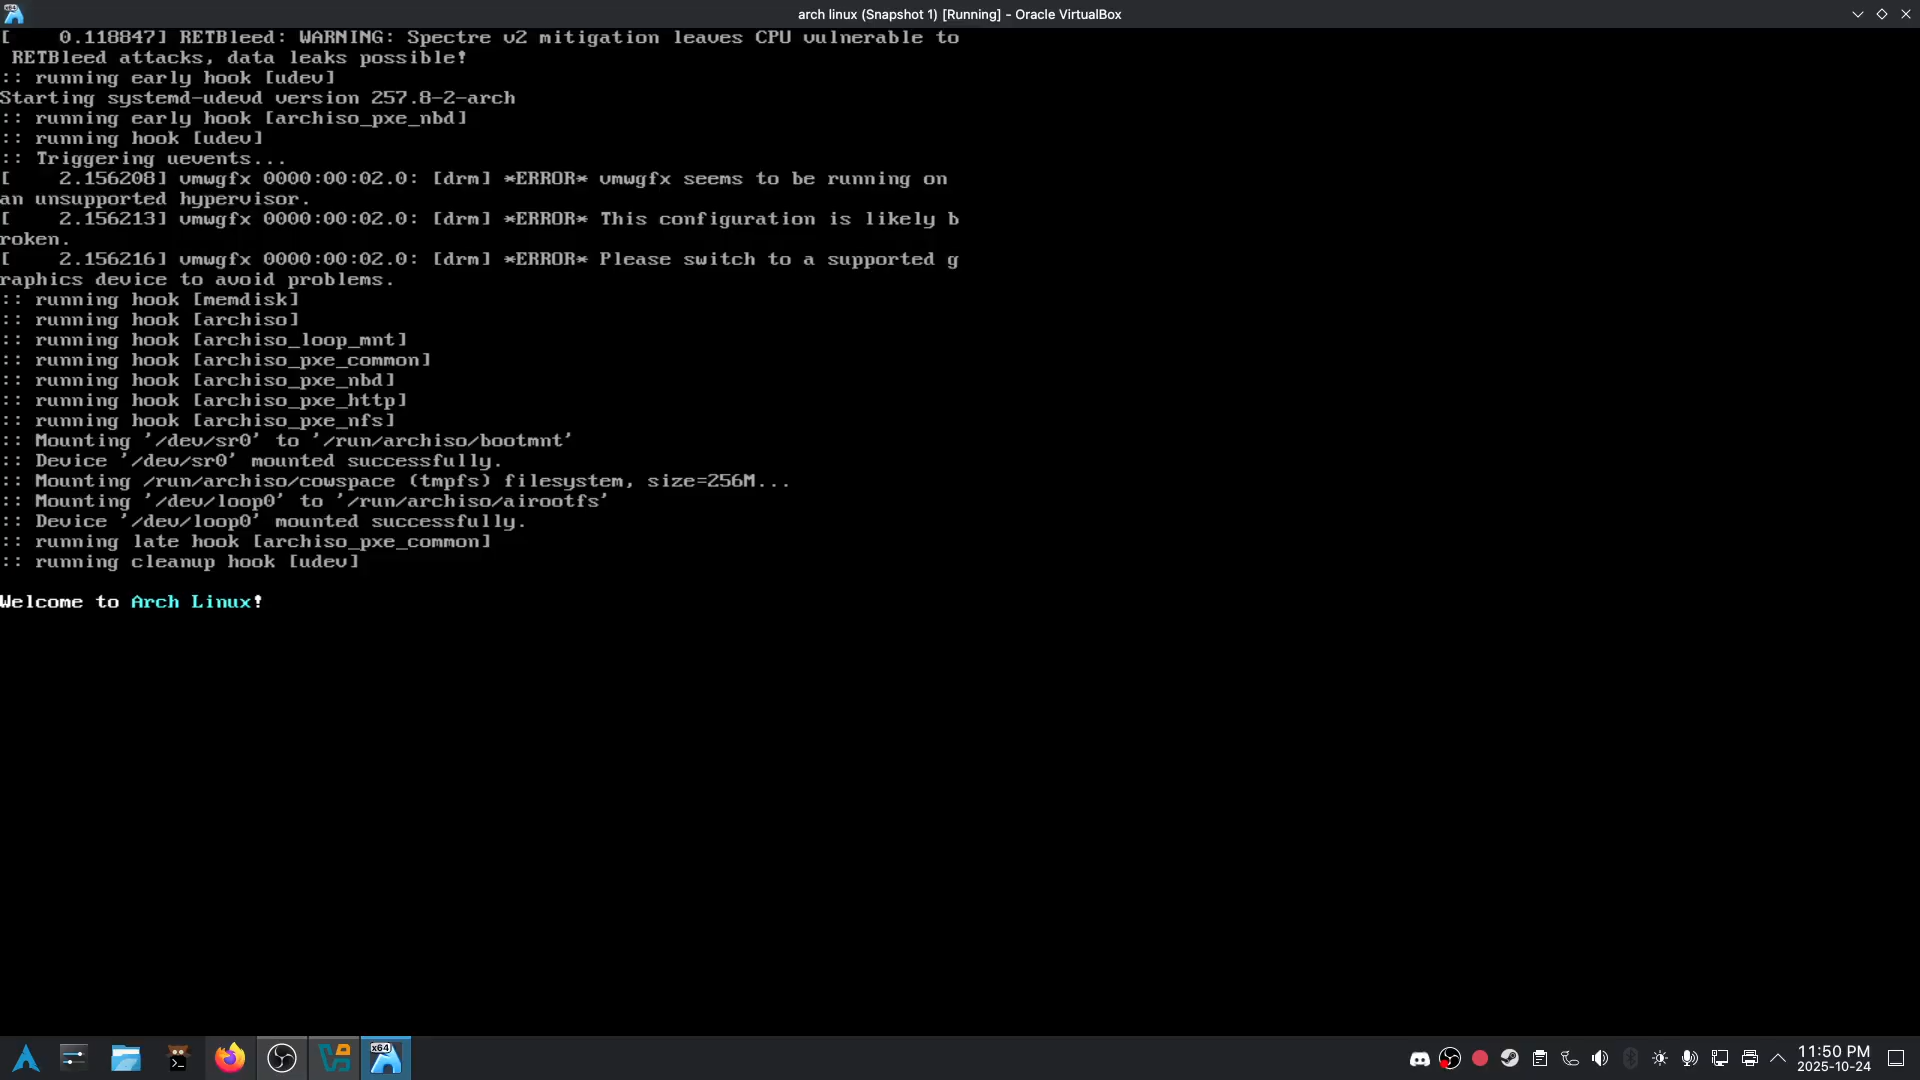 arch linux (Snapshot 1) [Running] - Oracle VirtualBox
[    0.118847] RETBleed: WARNING: Spectre v2 mitigation leaves CPU vulnerable to
 RETBleed attacks, data leaks possible!
:: running early hook [udev]
Starting systemd-udevd version 257.8-2-arch
:: running early hook [archiso_pxe_nbd]
:: running hook [udev]
:: Triggering uevents...
[    2.156208] vmwgfx 0000:00:02.0: [drm] *ERROR* vmwgfx seems to be running on
an unsupported hypervisor.
[    2.156213] vmwgfx 0000:00:02.0: [drm] *ERROR* This configuration is likely b
roken.
[    2.156216] vmwgfx 0000:00:02.0: [drm] *ERROR* Please switch to a supported g
raphics device to avoid problems.
:: running hook [memdisk]
:: running hook [archiso]
:: running hook [archiso_loop_mnt]
:: running hook [archiso_pxe_common]
:: running hook [archiso_pxe_nbd]
:: running hook [archiso_pxe_http]
:: running hook [archiso_pxe_nfs]
:: Mounting '/dev/sr0' to '/run/archiso/bootmnt'
:: Device '/dev/sr0' mounted successfully.
:: Mounting /run/archiso/cowspace (tmpfs) filesystem, size=256M...
:: Mounting '/dev/loop0' to '/run/archiso/airootfs'
:: Device '/dev/loop0' mounted successfully.
:: running late hook [archiso_pxe_common]
:: running cleanup hook [udev]
Welcome to Arch Linux!
x64
11:50 PM
2025-10-24